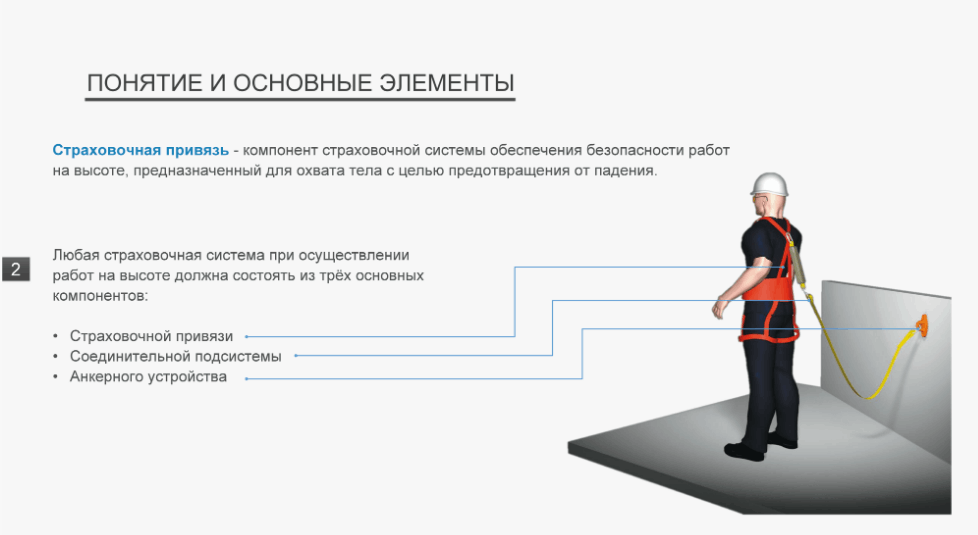 ПОНЯТИЕ И ОСНОВНЫЕ ЭЛЕМЕНТЫ
Страховочная привязь - компонент страховочной системы обеспечения безопасности работ
на высоте, предназначенный для охвата тела с целью предотвращения от падения.
2
Любая страховочная система при осуществлении
работ на высоте должна состоять из трёх основных
компонентов:
• Страховочной привязи
• Соединительной подсистемы
• Анкерного устройства